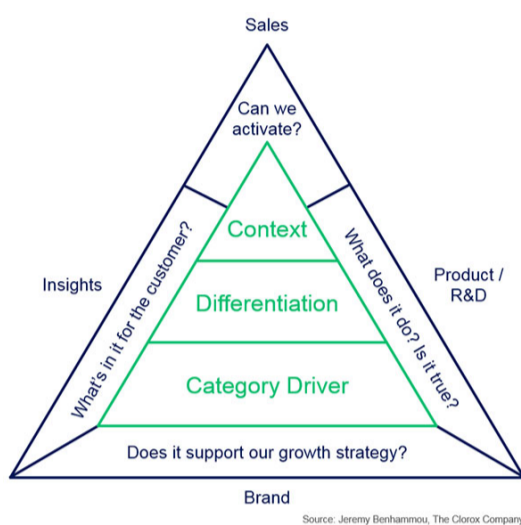 Sales
Can we
activate?
Context
What's in it for the customer?
What does it do? Is it true?
Insights
Product /
R&D
Differentiation
Category Driver
Does it support our growth strategy?
Brand
Source: Jeremy Benhammou, The Clorox Company